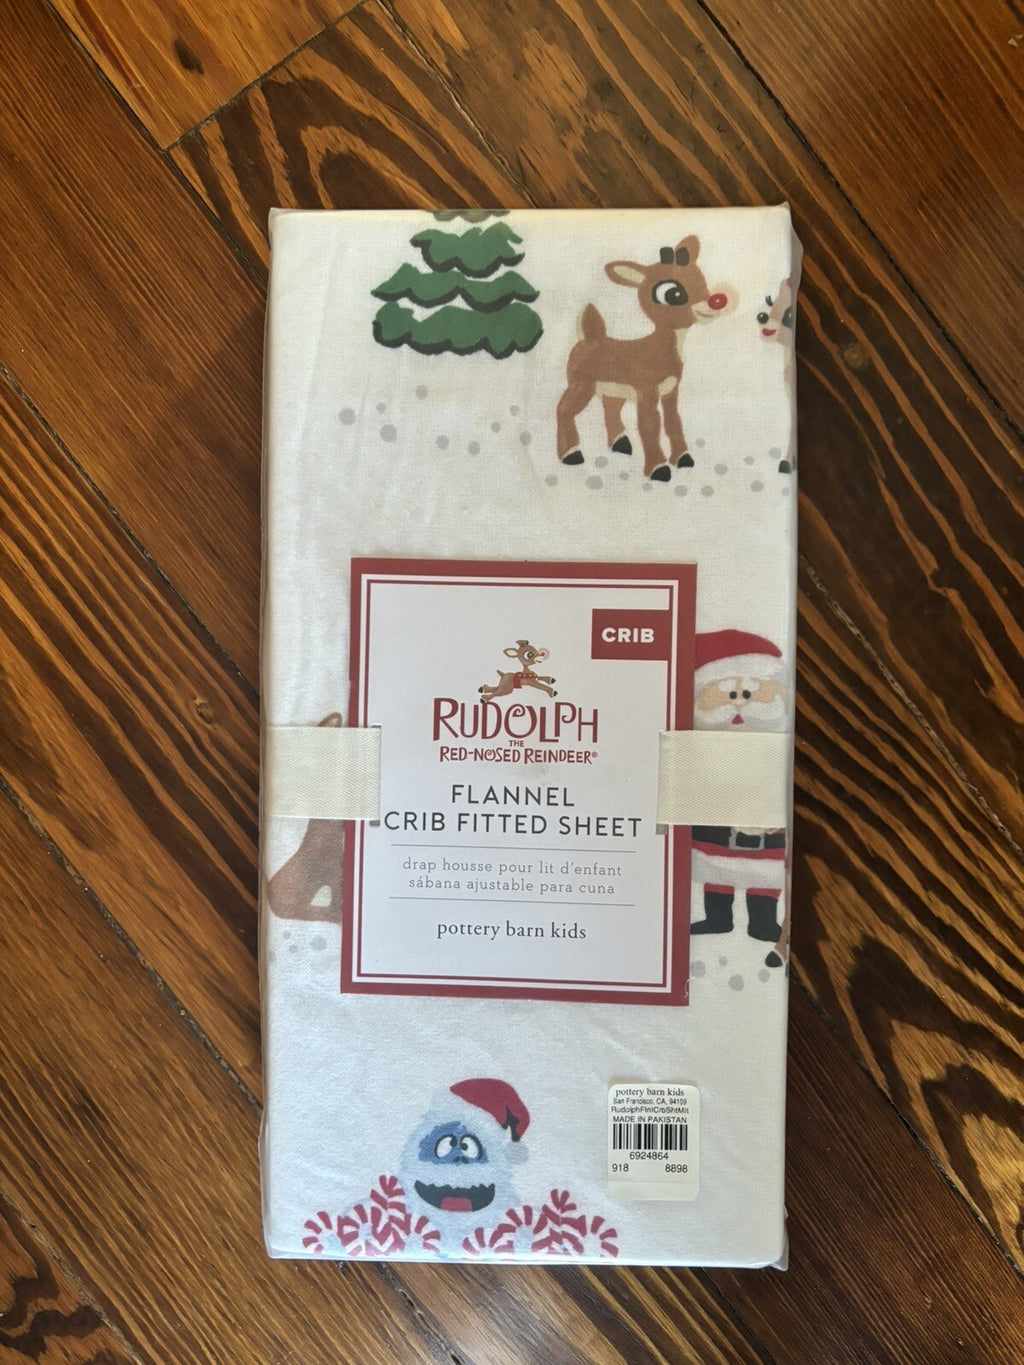 CRIB
RUDOLPH
THE
RED-NOSED REINDEER®
FLANNEL
CRIB FITTED SHEET
drap housse pour lit d'enfant
sábana ajustable para cuna
pottery barn kids
pottery barn kids
San Francisco, CA, 94109
RudolphFlnlCrbShtMlt
MADE IN PAKISTAN
6924864
918 8898